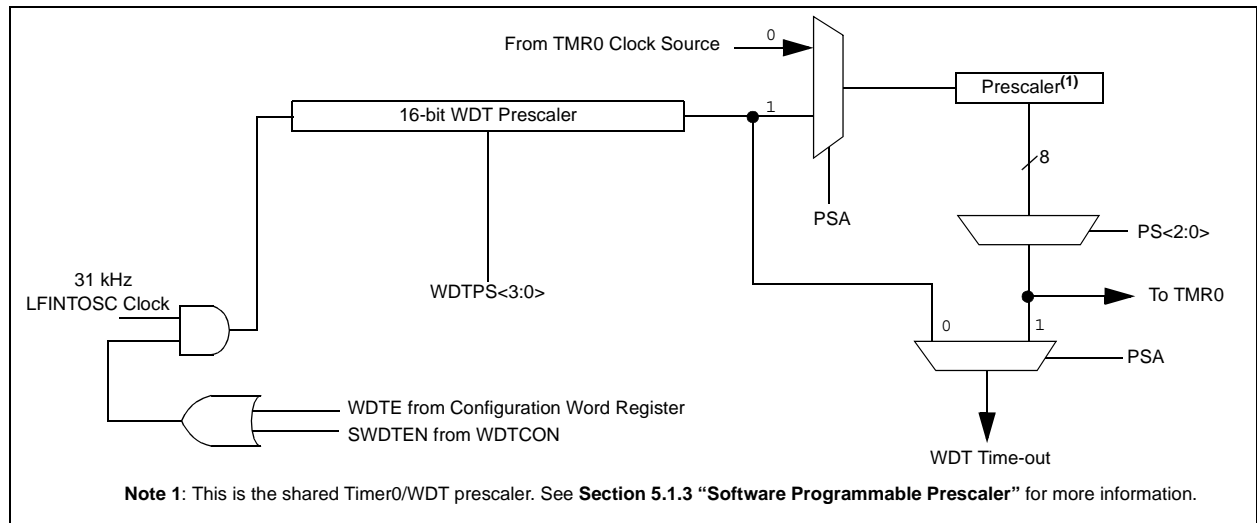 From TMR0 Clock Source
0
1
16-bit WDT Prescaler
Prescaler(1)
8
PSA
PS<2:0>
31 kHz
LFINTOSC Clock
WDTPS<3:0>
To TMR0
0
1
PSA
WDTE from Configuration Word Register
SWDTEN from WDTCON
WDT Time-out
Note 1: This is the shared Timer0/WDT prescaler. See Section 5.1.3 “Software Programmable Prescaler” for more information.